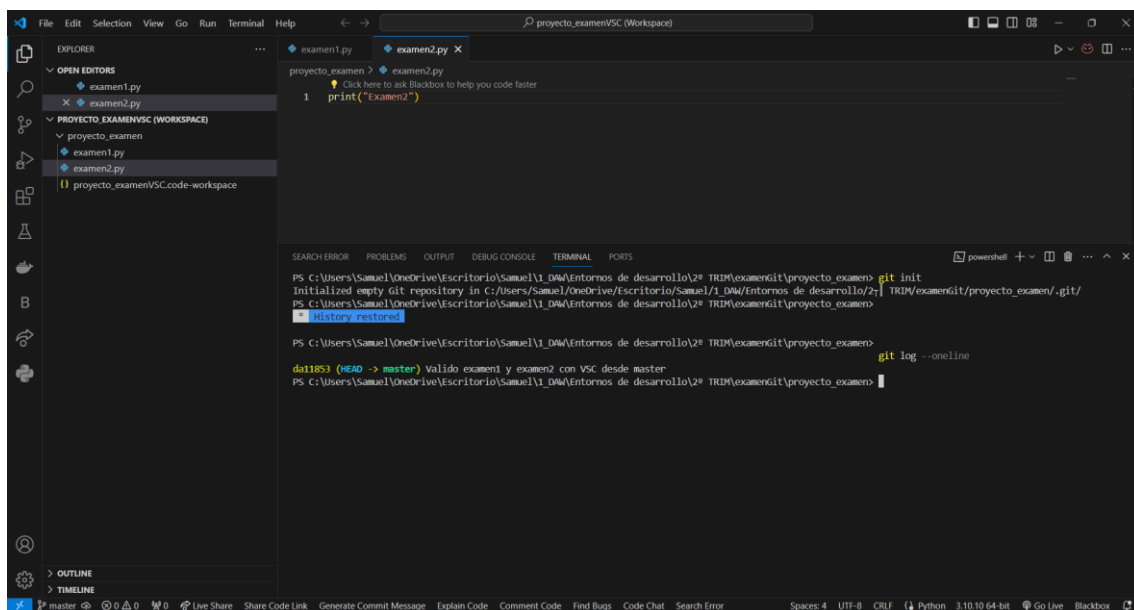 File Edit Selection View Go Run Terminal Help
proyecto_examenVSC (Workspace)
EXPLORER
OPEN EDITORS
examen1.py
examen2.py
PROYECTO_EXAMENVSC (WORKSPACE)
proyecto_examen
examen1.py
examen2.py
{} proyecto_examenVSC.code-workspace
OUTLINE
TIMELINE
examen1.py examen2.py
proyecto_examen > examen2.py
Click here to ask Blackbox to help you code faster
1 print("Examen2")
SEARCH ERROR PROBLEMS OUTPUT DEBUG CONSOLE TERMINAL PORTS
powershell
PS C:\Users\Samuel\OneDrive\Escritorio\Samuel\1_DAW\Entornos de desarrollo\2º TRIM\examenGit\proyecto_examen> git init
Initialized empty Git repository in C:/Users/Samuel/OneDrive/Escritorio/Samuel/1_DAW/Entornos de desarrollo/2┬║ TRIM/examenGit/proyecto_examen/.git/
PS C:\Users\Samuel\OneDrive\Escritorio\Samuel\1_DAW\Entornos de desarrollo\2º TRIM\examenGit\proyecto_examen>
* History restored
PS C:\Users\Samuel\OneDrive\Escritorio\Samuel\1_DAW\Entornos de desarrollo\2º TRIM\examenGit\proyecto_examen>
git log --oneline
da11853 (HEAD -> master) Valido examen1 y examen2 con VSC desde master
PS C:\Users\Samuel\OneDrive\Escritorio\Samuel\1_DAW\Entornos de desarrollo\2º TRIM\examenGit\proyecto_examen>
master 0 0 0 Live Share Share Code Link Generate Commit Message Explain Code Comment Code Find Bugs Code Chat Search Error Spaces: 4 UTF-8 CRLF Python 3.10.10 64-bit Go Live Blackbox